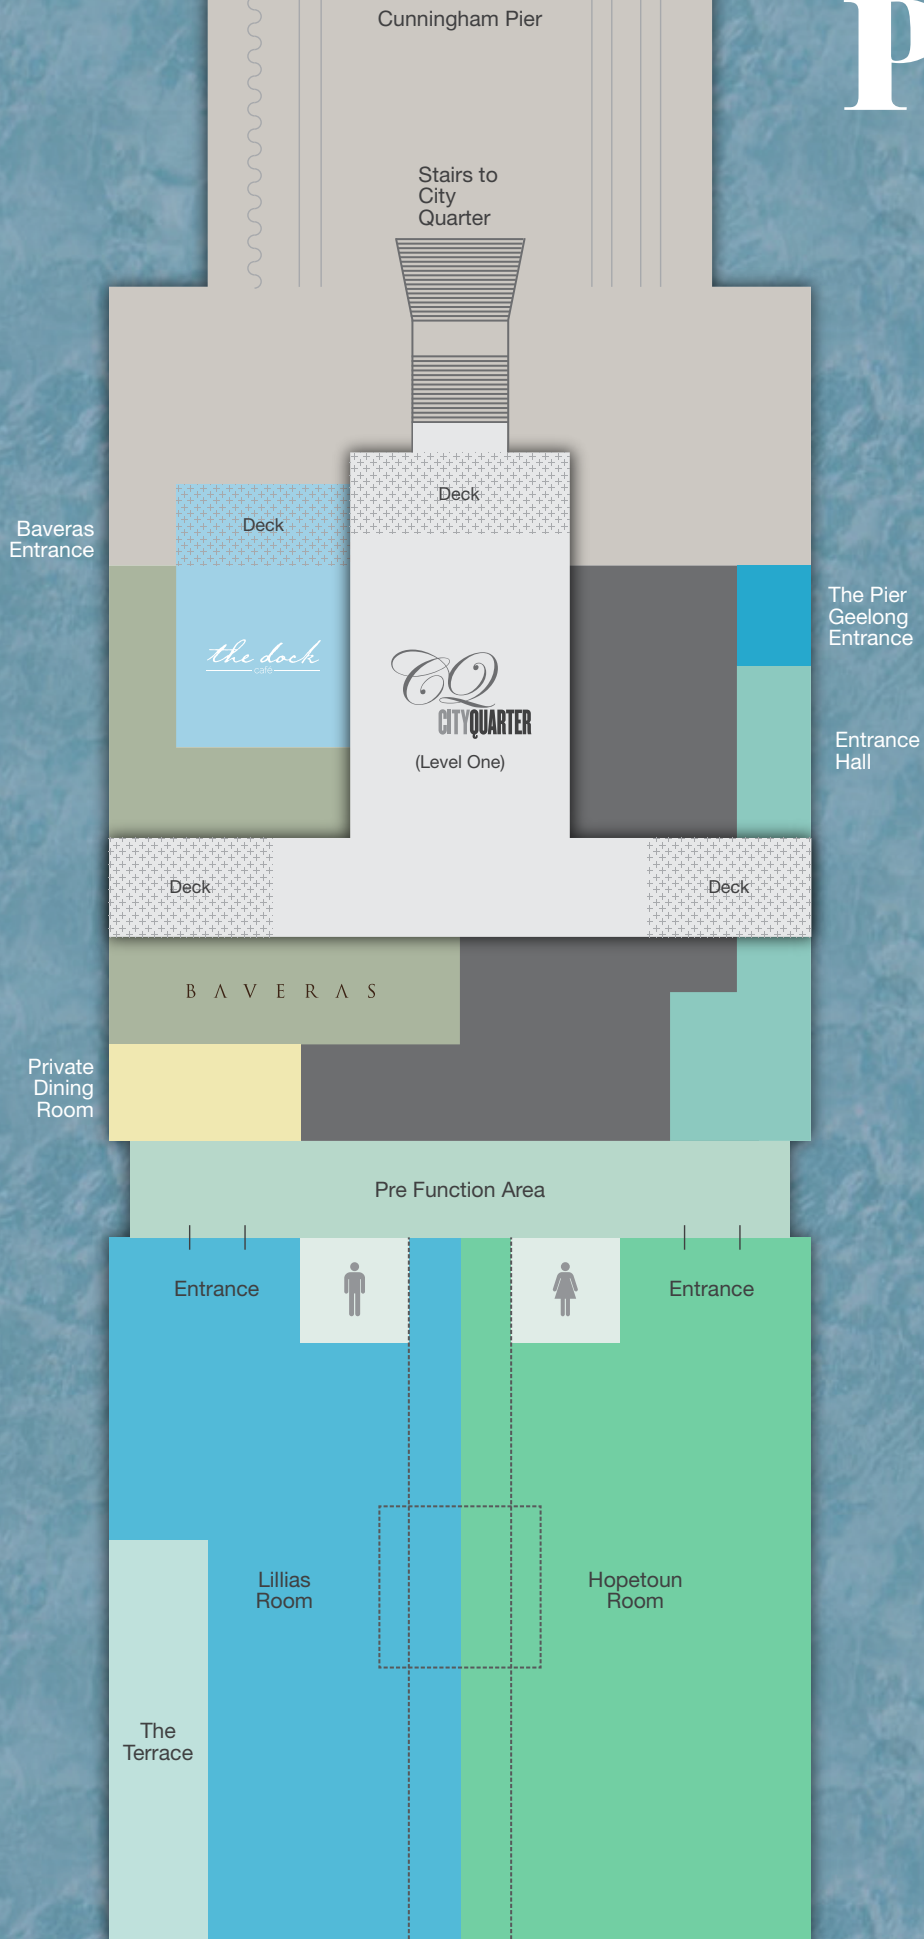 Cunningham Pier
P
Stairs to
City
Quarter
Deck
Deck
Baveras
Entrance
The Pier
Geelong
Entrance
the dock
café
CQ
CITYQUARTER
(Level One)
Entrance
Hall
Deck
Deck
BAVERAS
Private
Dining
Room
Pre Function Area
Entrance
Entrance
Lillias
Room
Hopetoun
Room
The
Terrace